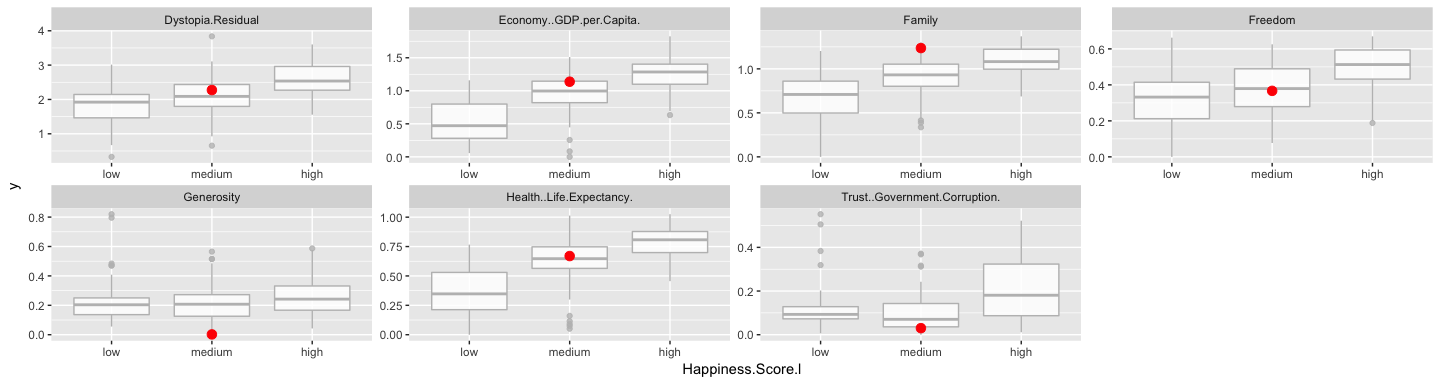 Dystopia.Residual
Economy..GDP.per.Capita.
Family
Freedom
4
3
2
1
1.5
1.0
0.5
0.0
1.0
0.5
0.0
0.6
0.4
0.2
0.0
low medium high
low medium high
low medium high
low medium high
y
Generosity
Health..Life.Expectancy.
Trust..Government.Corruption.
0.8
0.6
0.4
0.2
0.0
1.00
0.75
0.50
0.25
0.00
0.4
0.2
0.0
low medium high
low medium high
low medium high
Happiness.Score.l